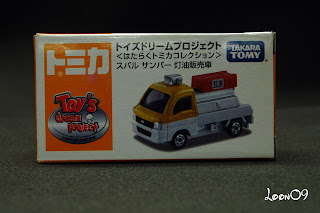 トミカ
トイズドリームプロジェクト
<はたらくトミカコレクション>
スバル サンバー 灯油販売車
TAKARA
TOMY
Toy's
dream
project
Loon09